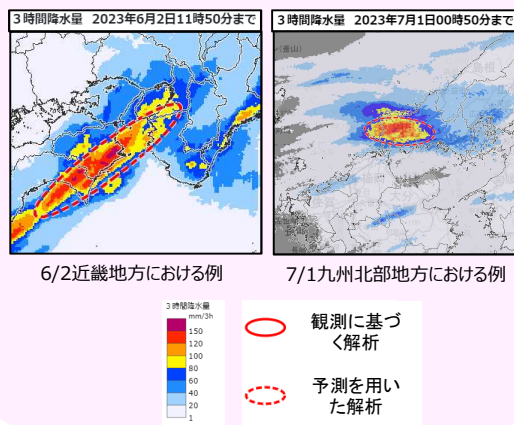 ３時間降水量 2023年6月2日11時50分まで
３時間降水量 2023年7月1日00時50分まで
(釜山)
6/2近畿地方における例
7/1九州北部地方における例
３時間降水量
mm/3h
150
120
100
80
60
40
20
1
観測に基づ
く解析
予測を用い
た解析